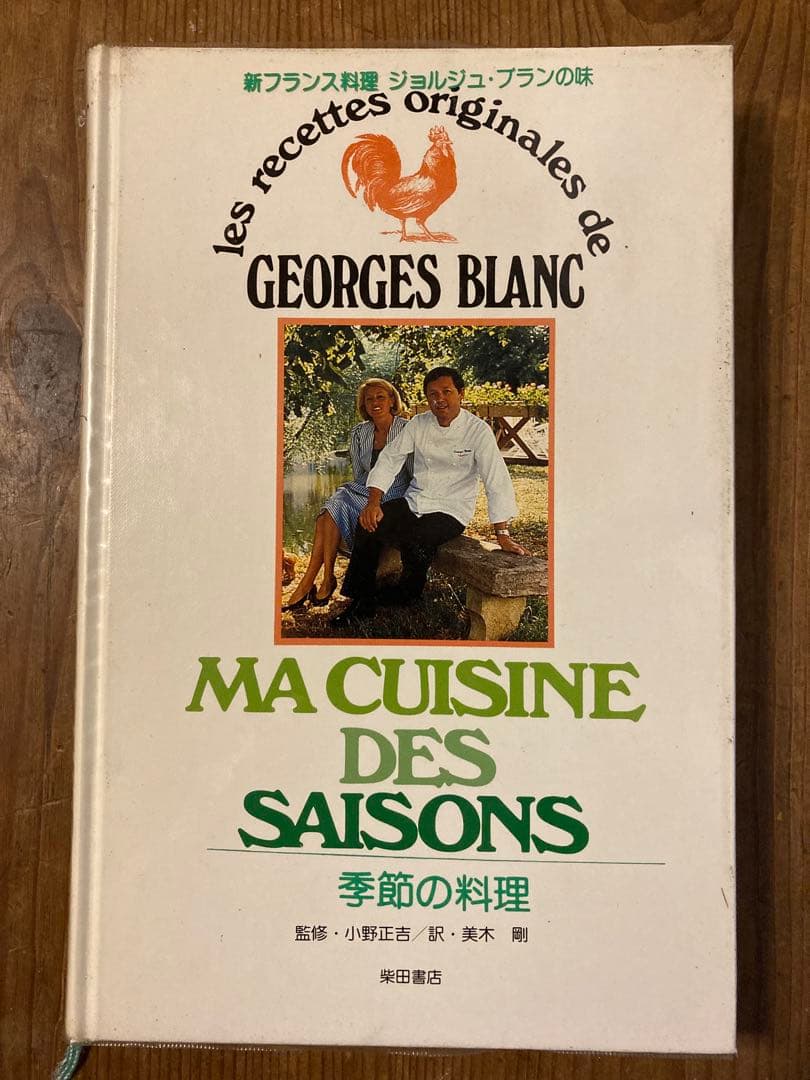 新フランス料理 ジョルジュ・ブランの味
les recettes originales de
GEORGES BLANC
MA CUISINE
DES
SAISONS
季節の料理
監修・小野正吉／訳・美木 剛
柴田書店